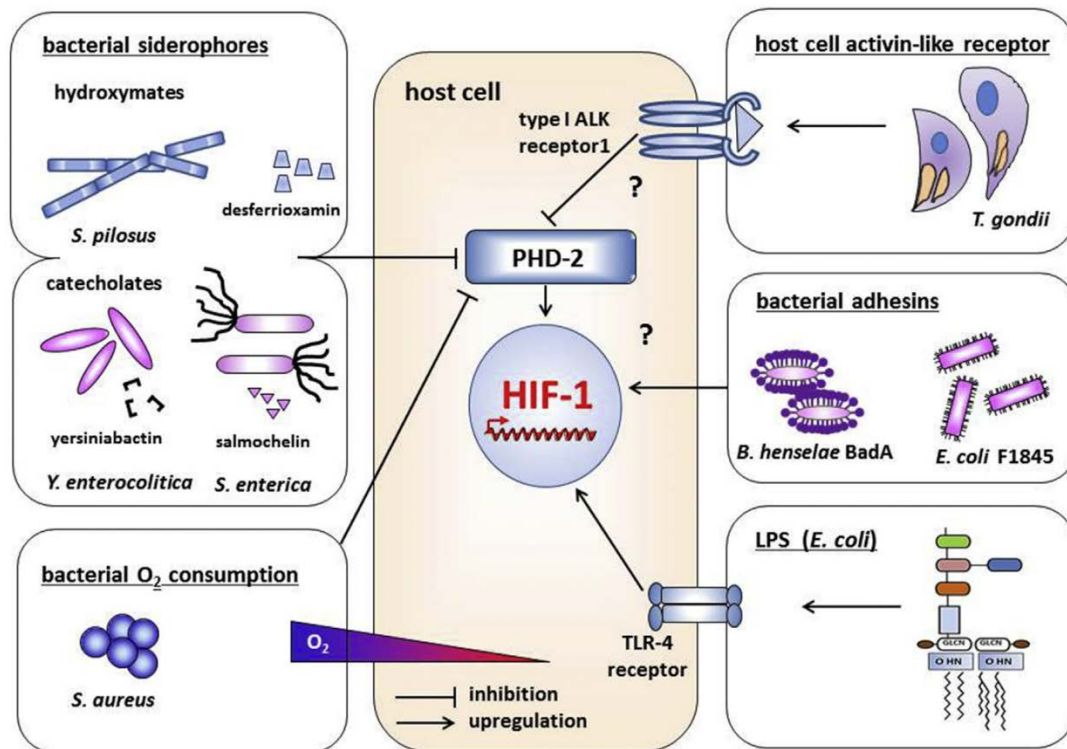 bacterial siderophores
hydroxymates
desferrioxamin
S. pilosus
catecholates
yersiniabactin
salmochelin
Y. enterocolitica
S. enterica
bacterial O2 consumption
S. aureus
O2
host cell
type I ALK
receptor1
?
PHD-2
?
HIF-1
TLR-4
receptor
inhibition
upregulation
host cell activin-like receptor
T. gondii
bacterial adhesins
B. henselae BadA
E. coli F1845
LPS (E. coli)
GLCN
GLCN
O HN
O HN